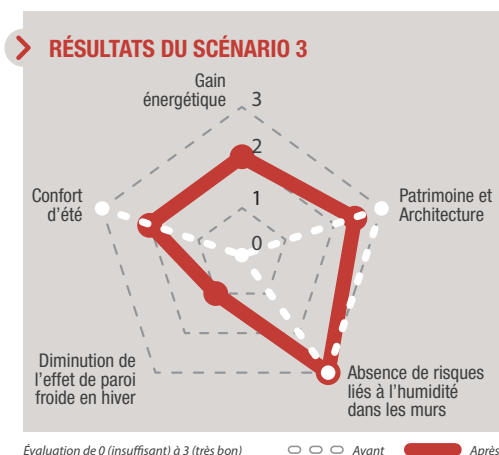 RÉSULTATS DU SCÉNARIO 3
Gain
énergétique
3
2
1
0
Confort
d'été
Patrimoine et
Architecture
Diminution de
l'effet de paroi
froide en hiver
Absence de risques
liés à l'humidité
dans les murs
Évaluation de 0 (insuffisant) à 3 (très bon)
Avant
Après